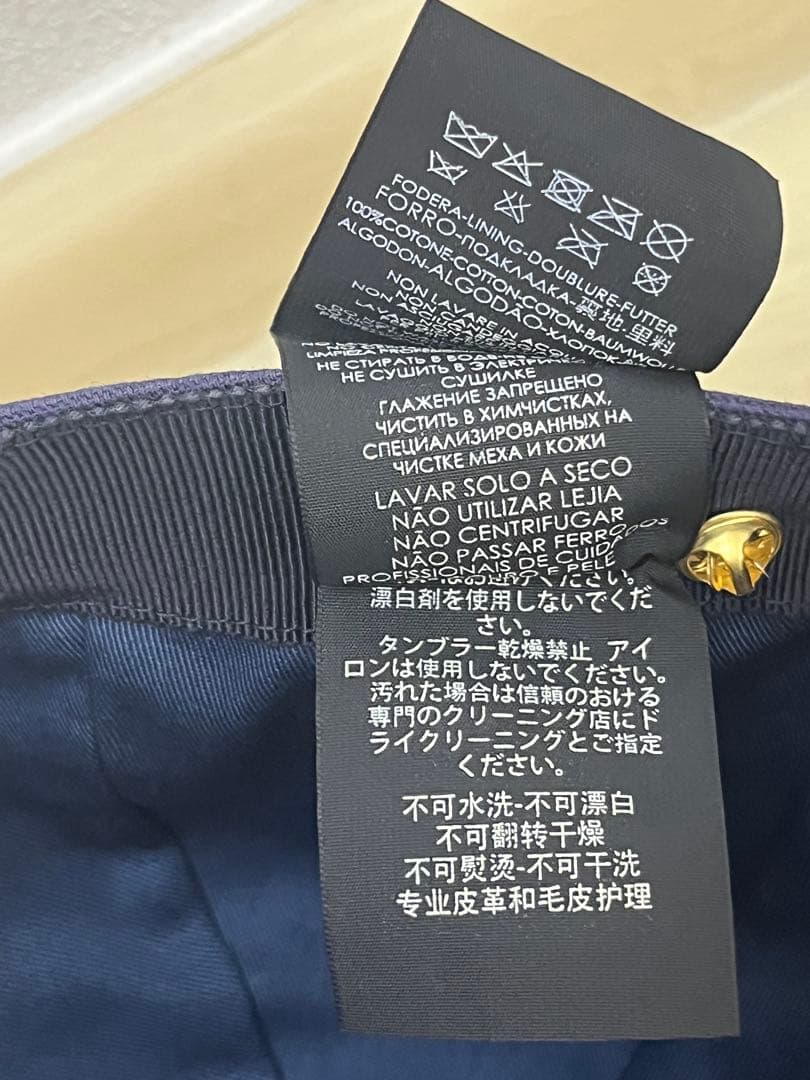 FODERA-LINING-DOUBLURE-FUTTER
FORRO-ПОДКЛАДКА-裏地-里料
100%COTONE-COTTON-COTON-BAUMWOLLE
ALGODON-ALGODAO-ХЛОПОК
NON LAVARE IN ACQUA
LIMPIEZA
НЕ СТИРАТЬ В
НЕ СУШИТЬ В
СУШИЛКЕ
ГЛАЖЕНИЕ ЗАПРЕЩЕНО
ЧИСТИТЬ В ХИМЧИСТКАХ,
СПЕЦИАЛИЗИРОВАННЫХ НА
ЧИСТКЕ МЕХА И КОЖИ
LAVAR SOLO A SECO
NÃO UTILIZAR LEJIA
NÃO CENTRIFUGAR
NÃO PASSAR
PROFISSIONAIS DE
ください。
漂白剤を使用しないでくだ
さい。
タンブラー乾燥禁止 アイ
ロンは使用しないでください。
汚れた場合は信頼のおける
専門のクリーニング店にド
ライクリーニングとご指定
ください。
不可水洗-不可漂白
不可翻转干燥
不可熨烫-不可干洗
专业皮革和毛皮护理